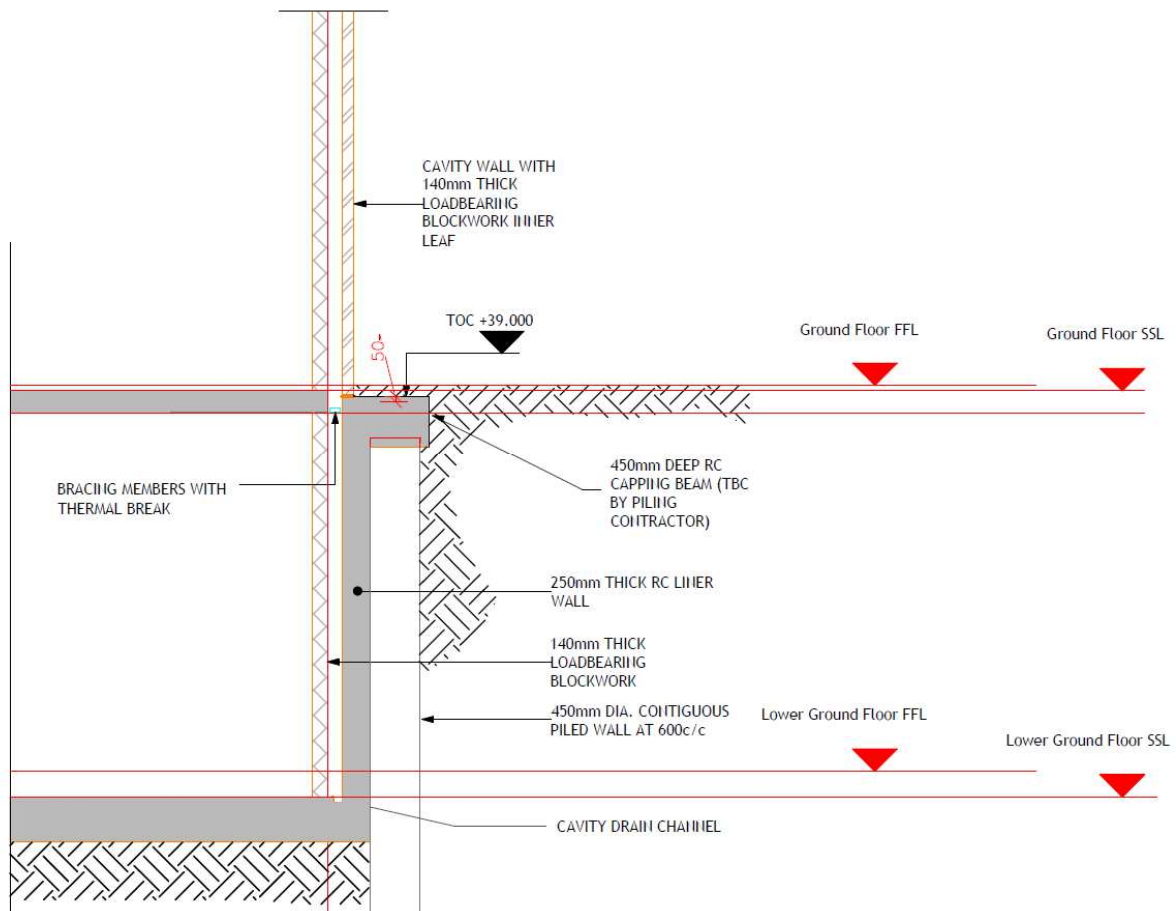 CAVITY WALL WITH
140mm THICK
LOADBEARING
BLOCKWORK INNER
LEAF
TOC +39.000
50-
Ground Floor FFL
Ground Floor SSL
BRACING MEMBERS WITH
THERMAL BREAK
450mm DEEP RC
CAPPING BEAM (TBC
BY PILING
CONTRACTOR)
250mm THICK RC LINER
WALL
140mm THICK
LOADBEARING
BLOCKWORK
450mm DIA. CONTIGUOUS
PILED WALL AT 600c/c
Lower Ground Floor FFL
Lower Ground Floor SSL
CAVITY DRAIN CHANNEL